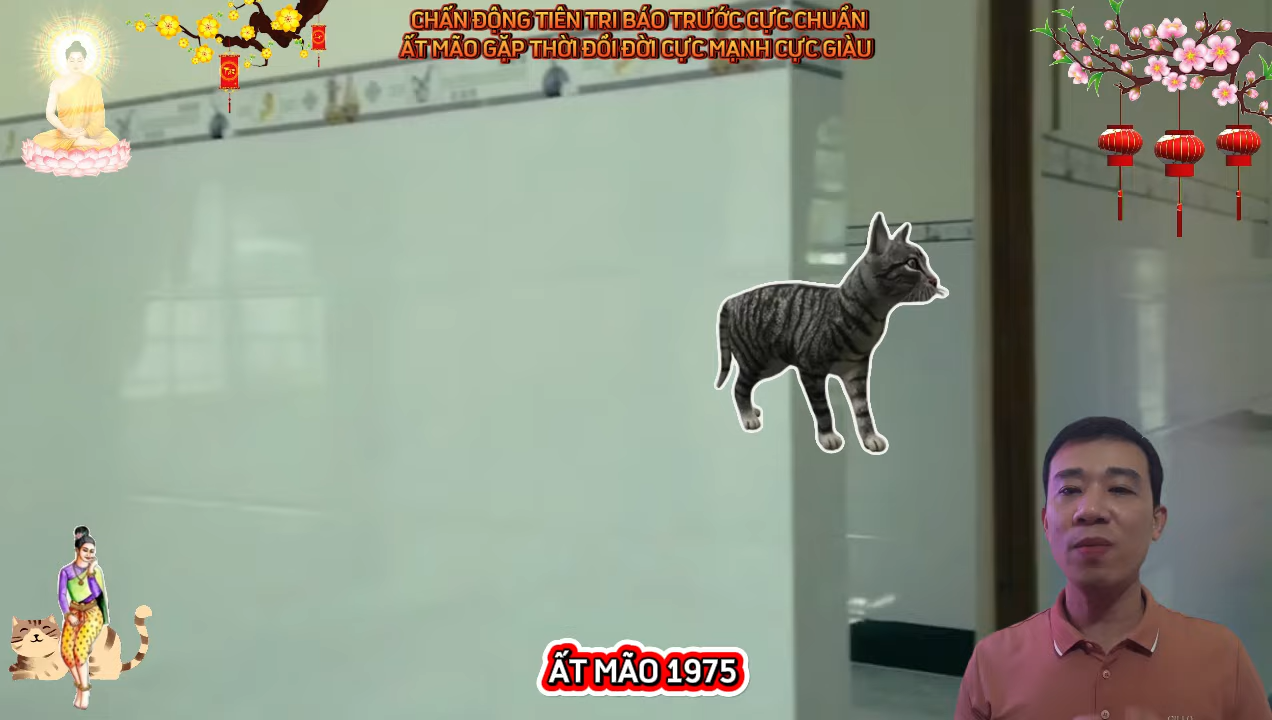 CHẤN ĐỘNG TIÊN TRI BÁO TRƯỚC CỰC CHUẨN
ẤT MÃO GẶP THỜI ĐỔI ĐỜI CỰC MẠNH CỰC GIÀU
ẤT MÃO 1975